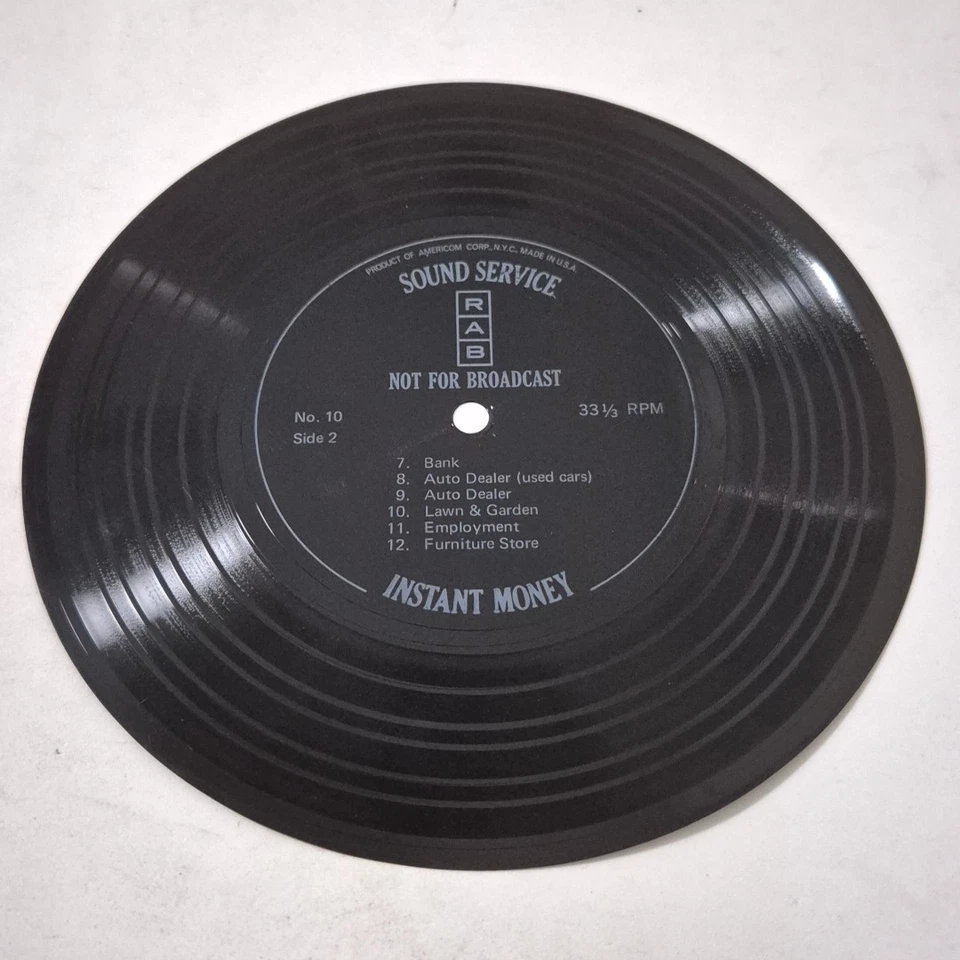 PRODUCT OF AMERICOM CORP., N.Y.C. MADE IN U.S.A.
SOUND SERVICE
R
A
B
NOT FOR BROADCAST
No. 10
33⅓ RPM
Side 2
7. Bank
8. Auto Dealer (used cars)
9. Auto Dealer
10. Lawn & Garden
11. Employment
12. Furniture Store
INSTANT MONEY